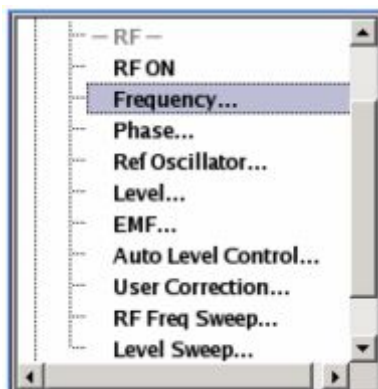 — RF —
RF ON
Frequency...
Phase...
Ref Oscillator...
Level...
EMF...
Auto Level Control...
User Correction...
RF Freq Sweep...
Level Sweep...